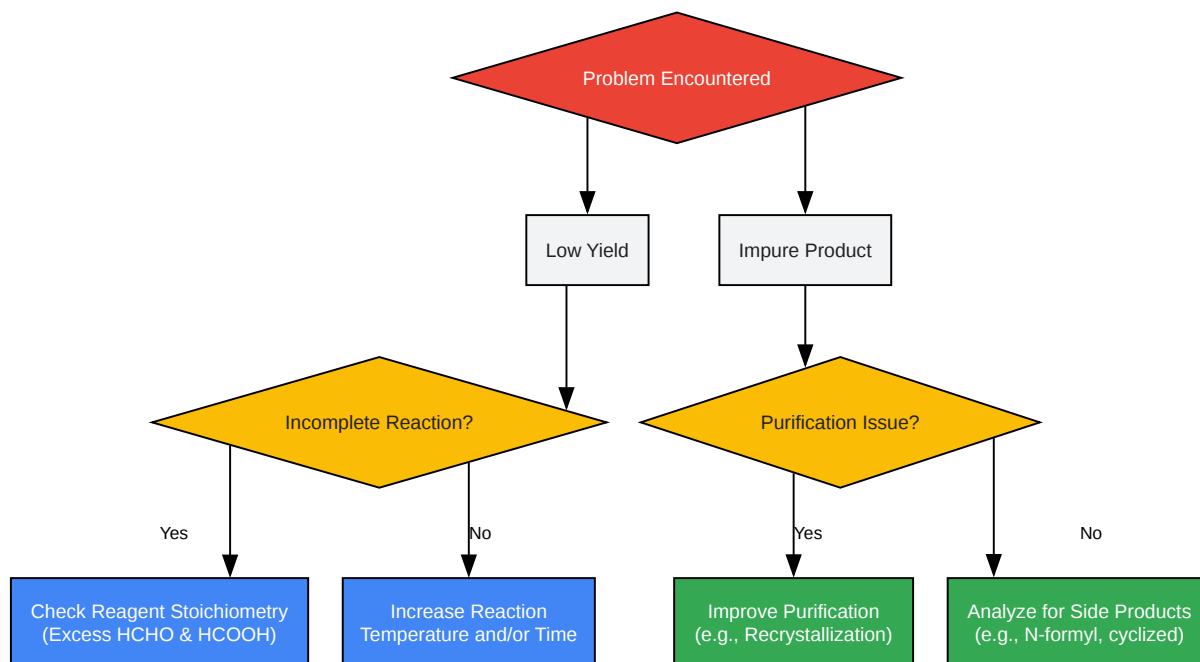 Problem Encountered
Low Yield
Impure Product
Incomplete Reaction?
Purification Issue?
Yes
No
Yes
No
Check Reagent Stoichiometry
(Excess HCHO & HCOOH)
Increase Reaction
Temperature and/or Time
Improve Purification
(e.g., Recrystallization)
Analyze for Side Products
(e.g., N-formyl, cyclized)